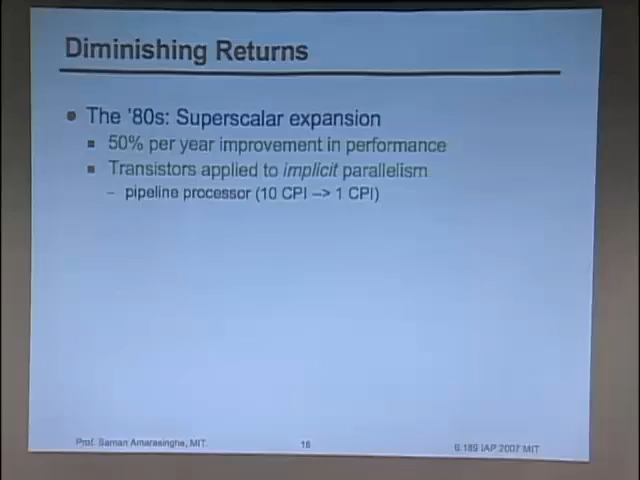 Diminishing Returns
The '80s: Superscalar expansion
50% per year improvement in performance
Transistors applied to implicit parallelism
– pipeline processor (10 CPI –> 1 CPI)
Prof. Saman Amarasinghe, MIT. 16 6.189 IAP 2007 MIT